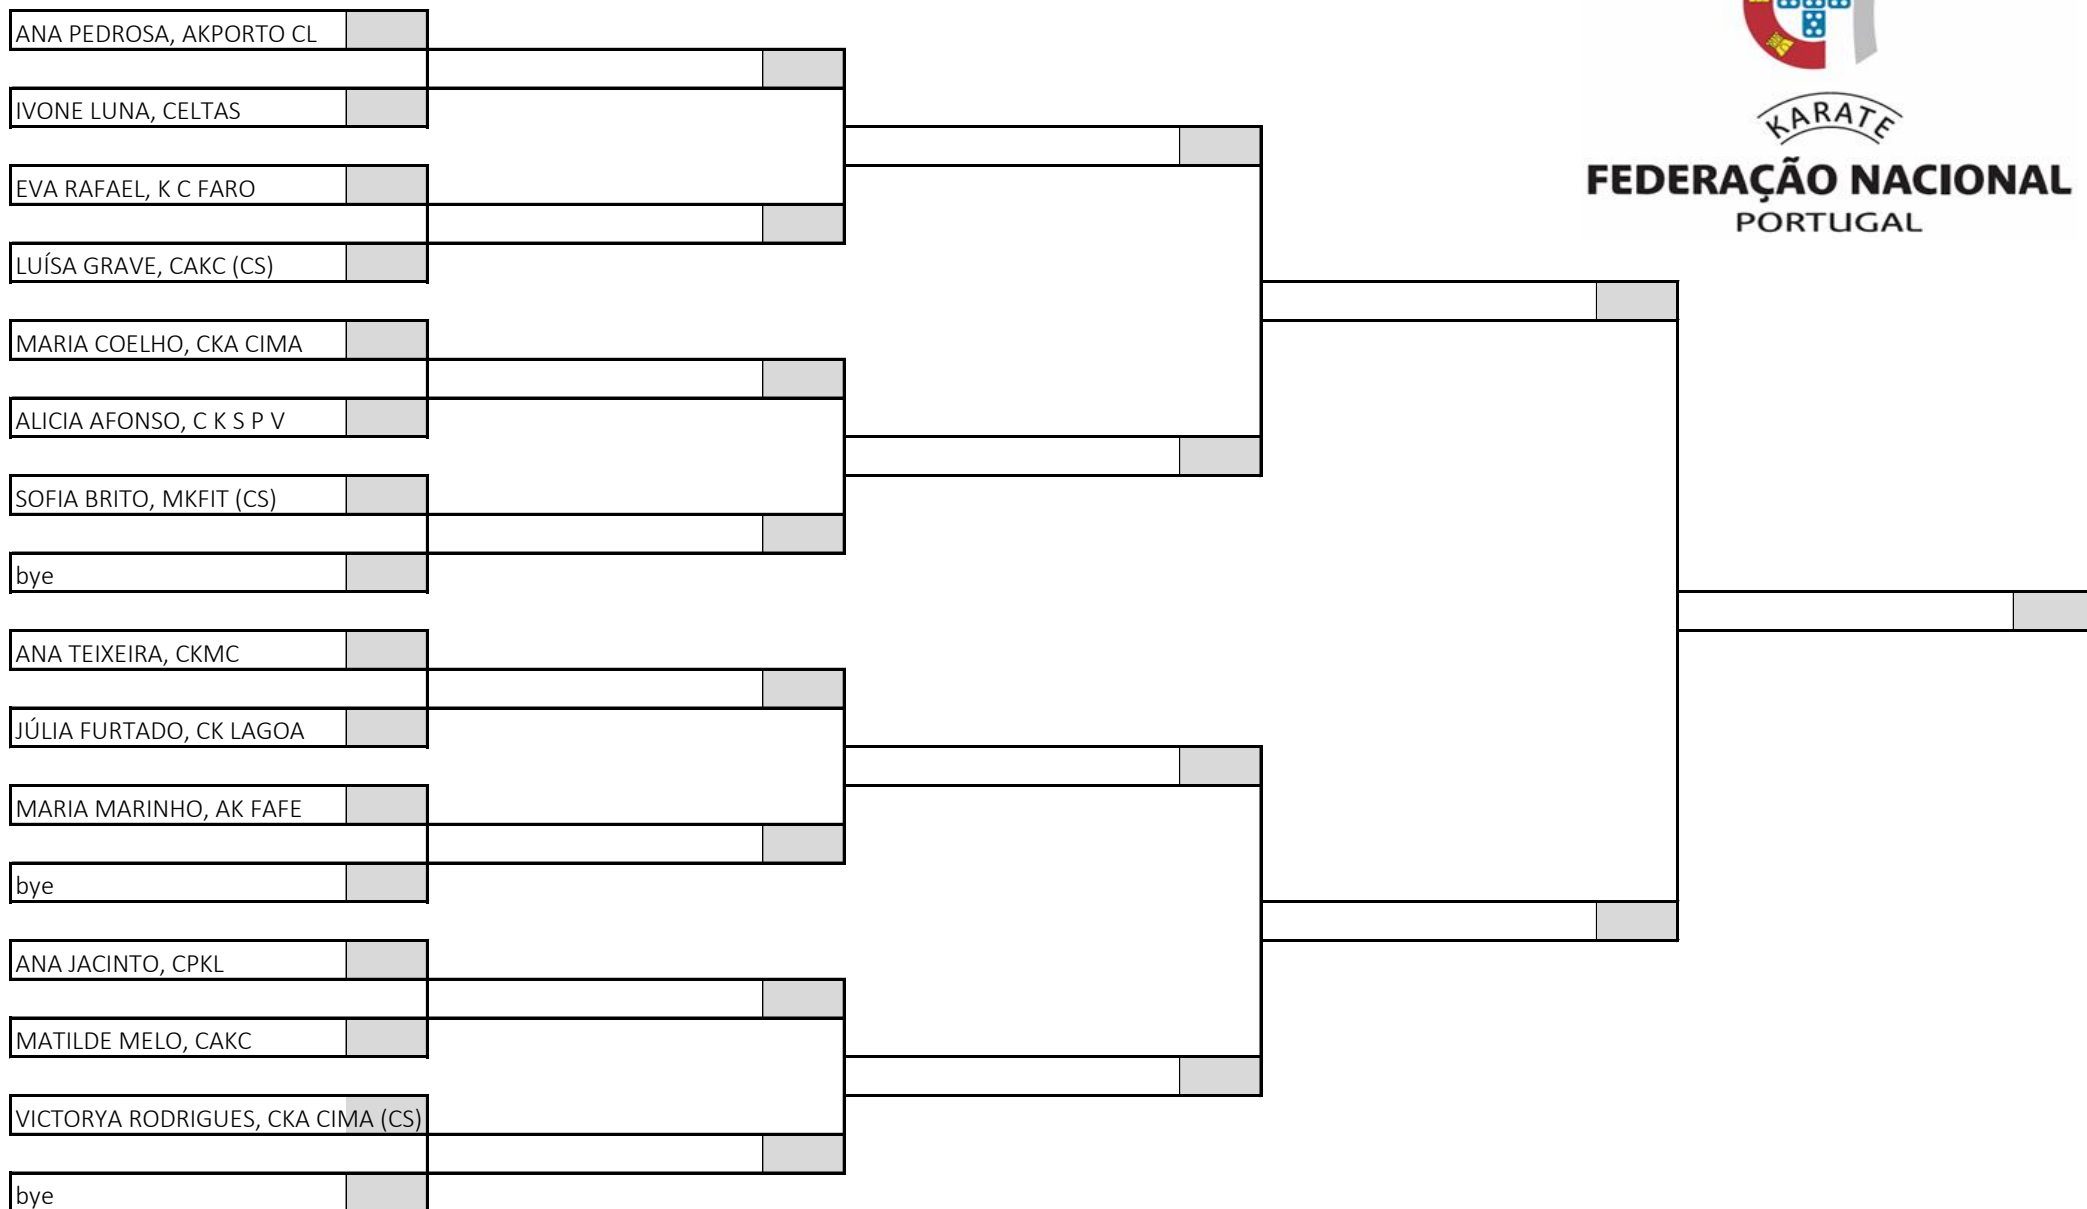 ANA PEDROSA, AKPORTO CL
IVONE LUNA, CELTAS
EVA RAFAEL, K C FARO
LUÍSA GRAVE, CAKC (CS)
MARIA COELHO, CKA CIMA
ALICIA AFONSO, C K S P V
SOFIA BRITO, MKFIT (CS)
bye
ANA TEIXEIRA, CKMC
JÚLIA FURTADO, CK LAGOA
MARIA MARINHO, AK FAFE
bye
ANA JACINTO, CPKL
MATILDE MELO, CAKC
VICTORYA RODRIGUES, CKA CIMA (CS)
bye
KARATE
FEDERAÇÃO NACIONAL
PORTUGAL